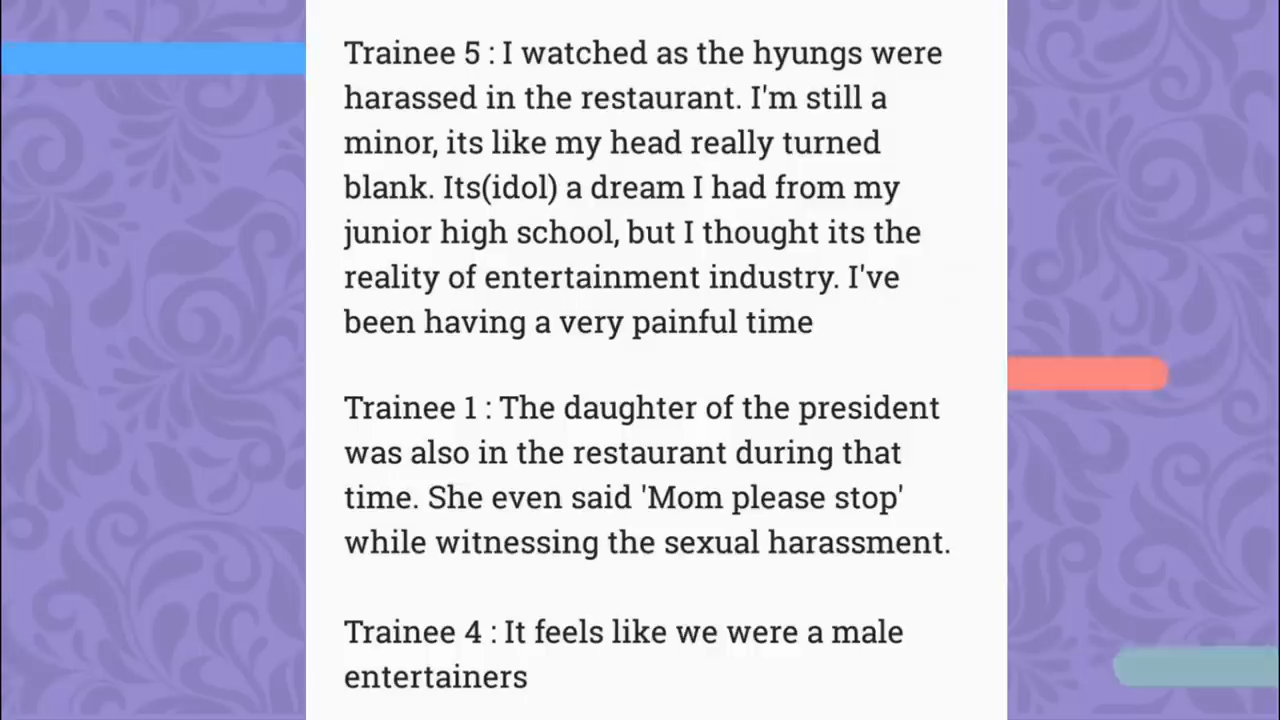 Trainee 5 : I watched as the hyungs were
harassed in the restaurant. I'm still a
minor, its like my head really turned
blank. Its(idol) a dream I had from my
junior high school, but I thought its the
reality of entertainment industry. I've
been having a very painful time
Trainee 1 : The daughter of the president
was also in the restaurant during that
time. She even said 'Mom please stop'
while witnessing the sexual harassment.
Trainee 4 : It feels like we were a male
entertainers